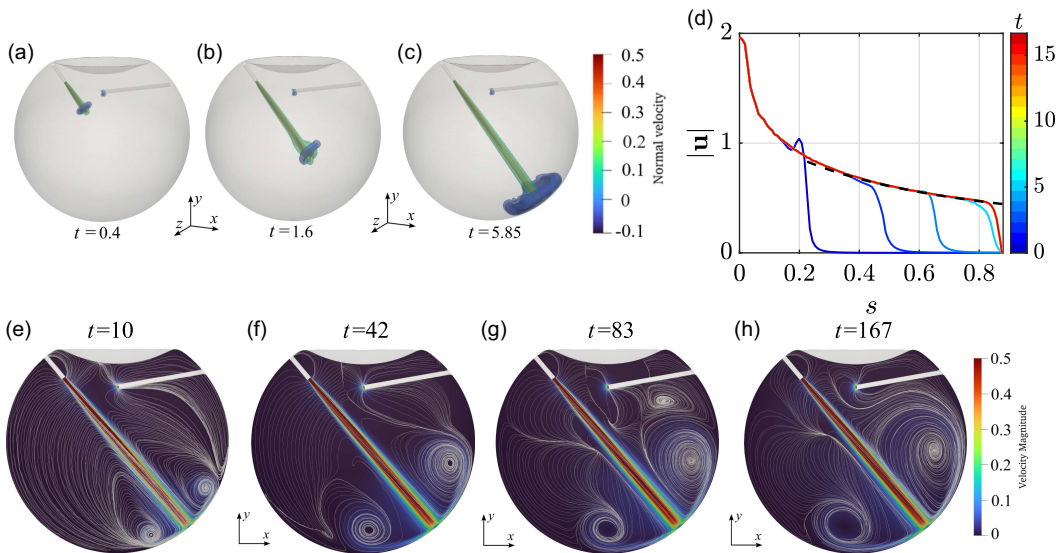 (a)
(b)
(c)
0.5
0.4
0.3
0.2
0.1
0
-0.1
Normal velocity
y
z
x
y
z
x
t = 0.4
t = 1.6
t = 5.85
(d)
t
2
1
0
|u|
0
0.2
0.4
0.6
0.8
s
15
10
5
0
(e)
t=10
(f)
t=42
(g)
t=83
(h)
t=167
y
x
y
x
y
x
0.5
0.4
0.3
0.2
0.1
0
Velocity Magnitude